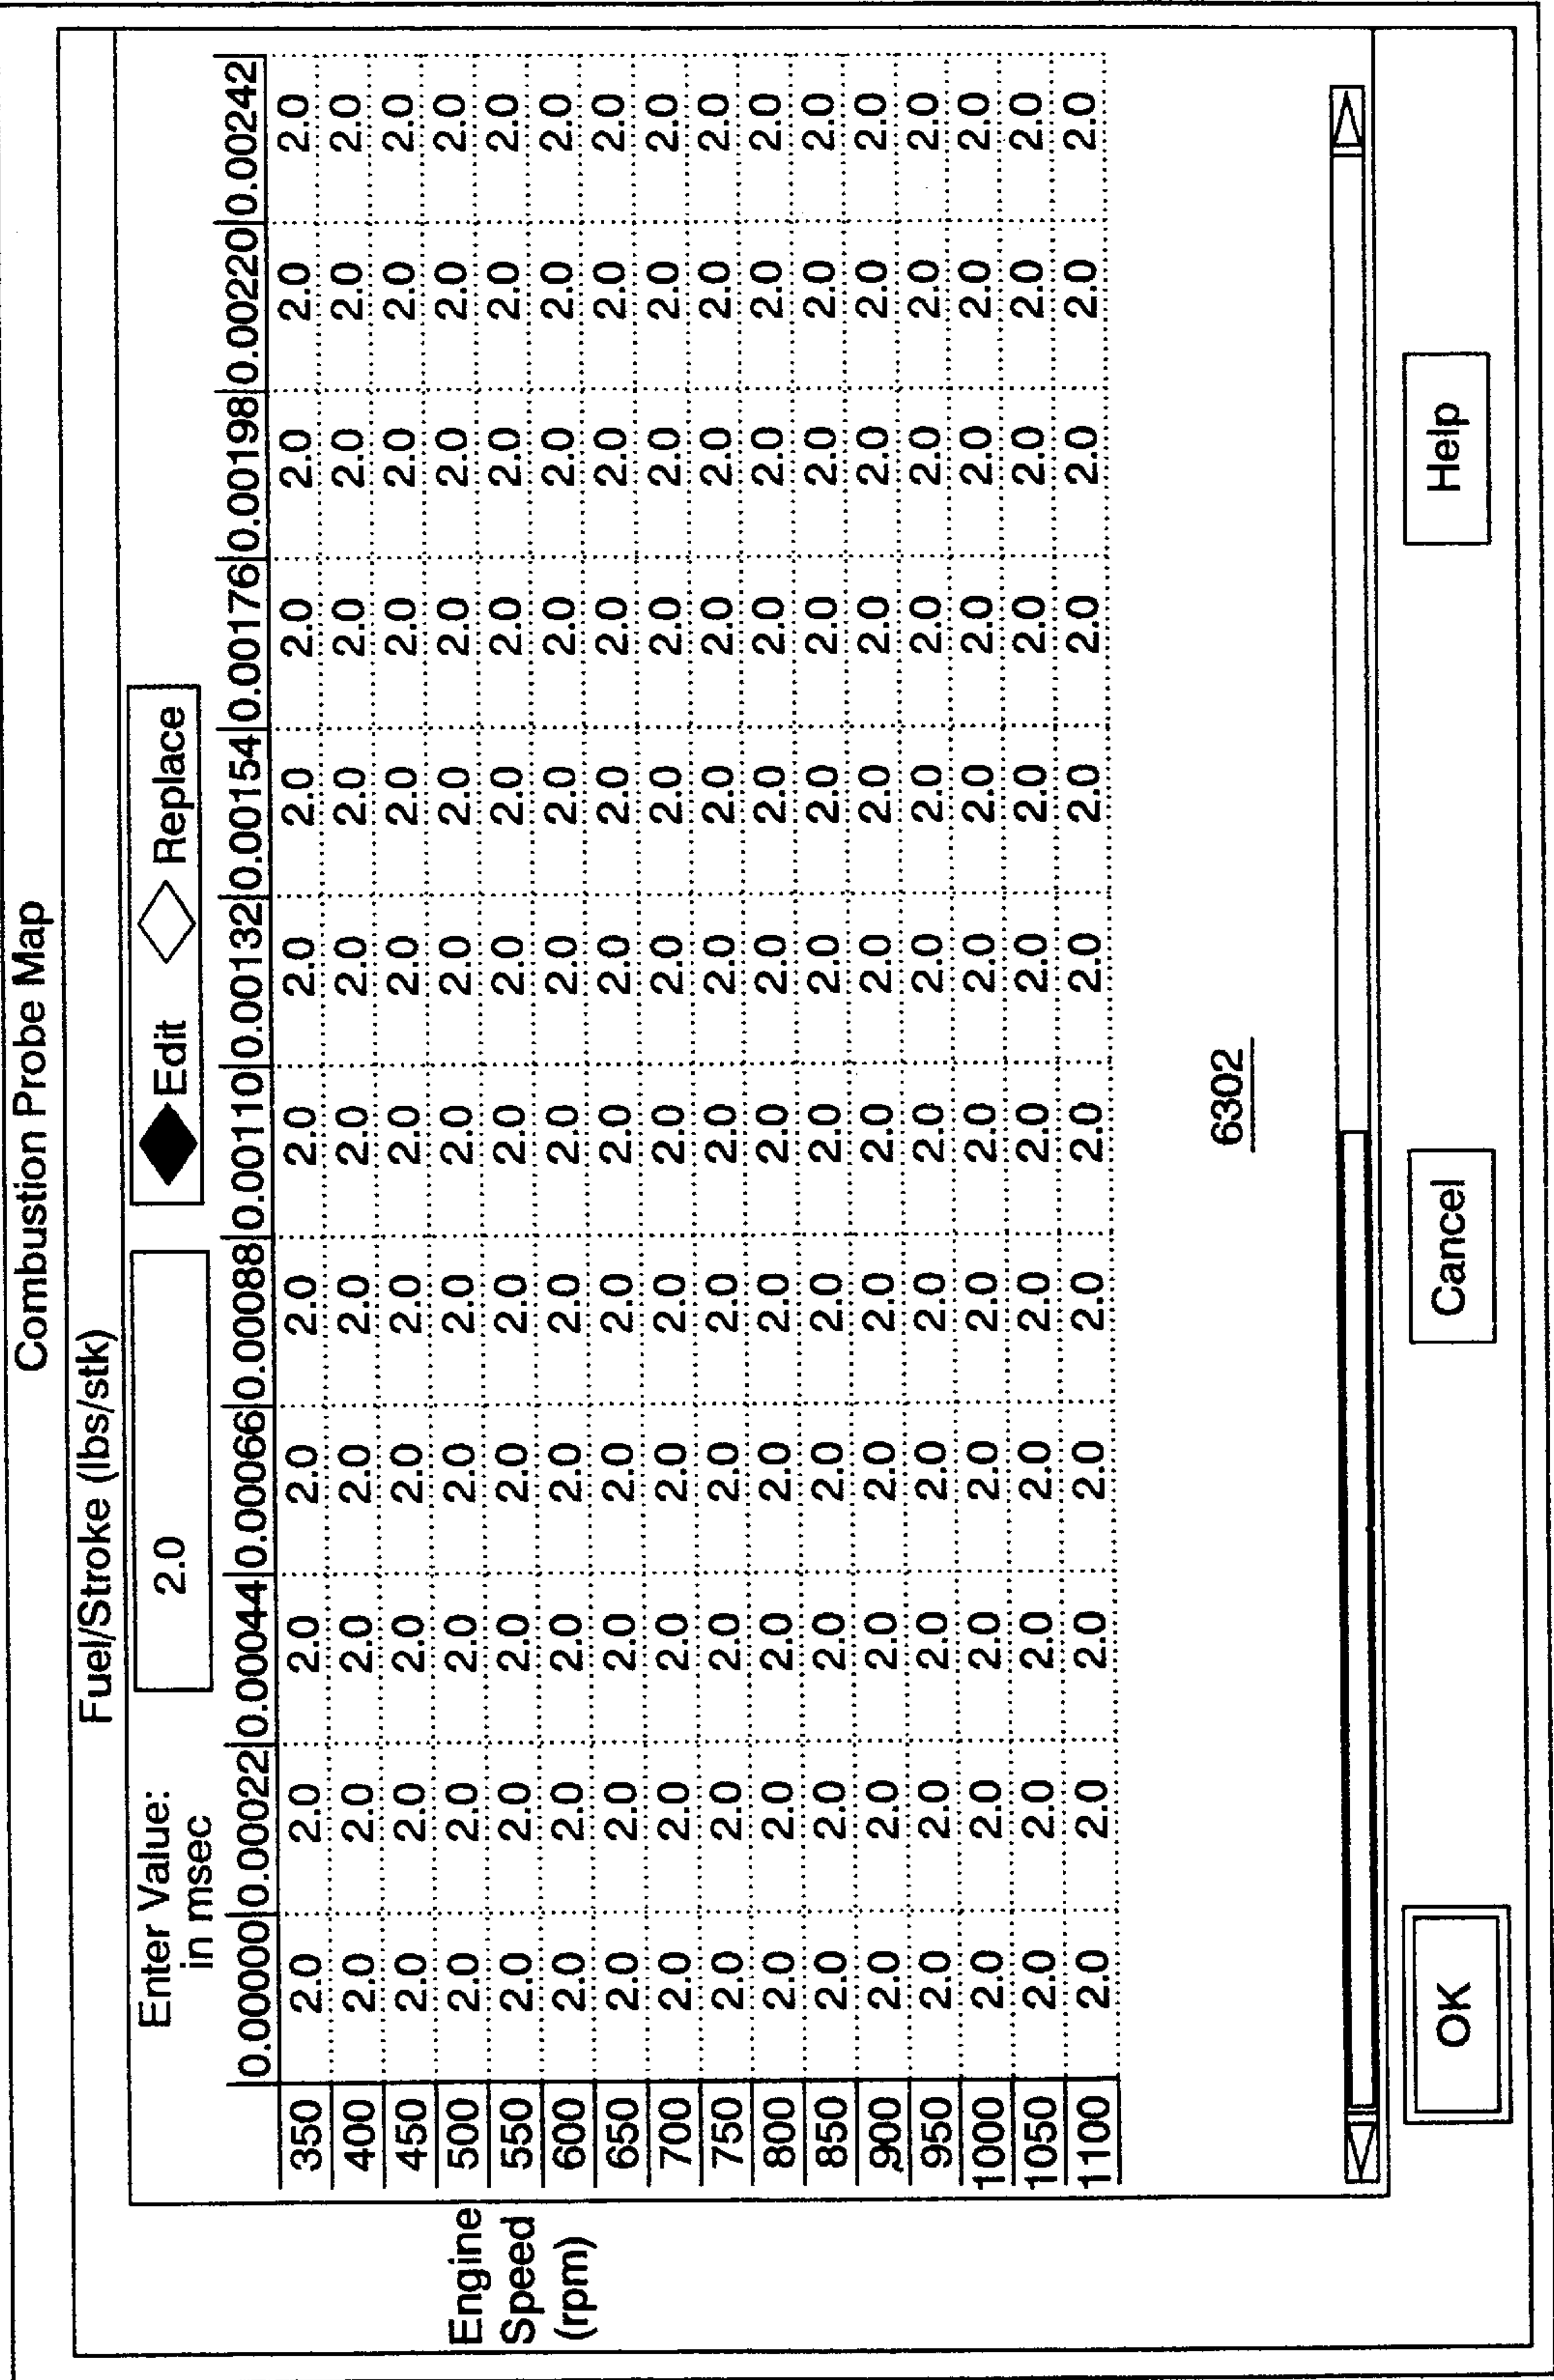 Combustion Probe Map
Fuel/Stroke (lbs/stk)
Enter Value: 2.0 Edit Replace
in msec
0.00000 0.00022 0.00044 0.00066 0.00088 0.00110 0.00132 0.00154 0.00176 0.00198 0.00220 0.00242
350 2.0 2.0 2.0 2.0 2.0 2.0 2.0 2.0 2.0 2.0 2.0 2.0
400 2.0 2.0 2.0 2.0 2.0 2.0 2.0 2.0 2.0 2.0 2.0 2.0
450 2.0 2.0 2.0 2.0 2.0 2.0 2.0 2.0 2.0 2.0 2.0 2.0
Engine 500 2.0 2.0 2.0 2.0 2.0 2.0 2.0 2.0 2.0 2.0 2.0 2.0
Speed 550 2.0 2.0 2.0 2.0 2.0 2.0 2.0 2.0 2.0 2.0 2.0 2.0
(rpm) 600 2.0 2.0 2.0 2.0 2.0 2.0 2.0 2.0 2.0 2.0 2.0 2.0
650 2.0 2.0 2.0 2.0 2.0 2.0 2.0 2.0 2.0 2.0 2.0 2.0
700 2.0 2.0 2.0 2.0 2.0 2.0 2.0 2.0 2.0 2.0 2.0 2.0
750 2.0 2.0 2.0 2.0 2.0 2.0 2.0 2.0 2.0 2.0 2.0 2.0
800 2.0 2.0 2.0 2.0 2.0 2.0 2.0 2.0 2.0 2.0 2.0 2.0
850 2.0 2.0 2.0 2.0 2.0 2.0 2.0 2.0 2.0 2.0 2.0 2.0
900 2.0 2.0 2.0 2.0 2.0 2.0 2.0 2.0 2.0 2.0 2.0 2.0
950 2.0 2.0 2.0 2.0 2.0 2.0 2.0 2.0 2.0 2.0 2.0 2.0
1000 2.0 2.0 2.0 2.0 2.0 2.0 2.0 2.0 2.0 2.0 2.0 2.0
1050 2.0 2.0 2.0 2.0 2.0 2.0 2.0 2.0 2.0 2.0 2.0 2.0
1100 2.0 2.0 2.0 2.0 2.0 2.0 2.0 2.0 2.0 2.0 2.0 2.0
6302
OK Cancel Help